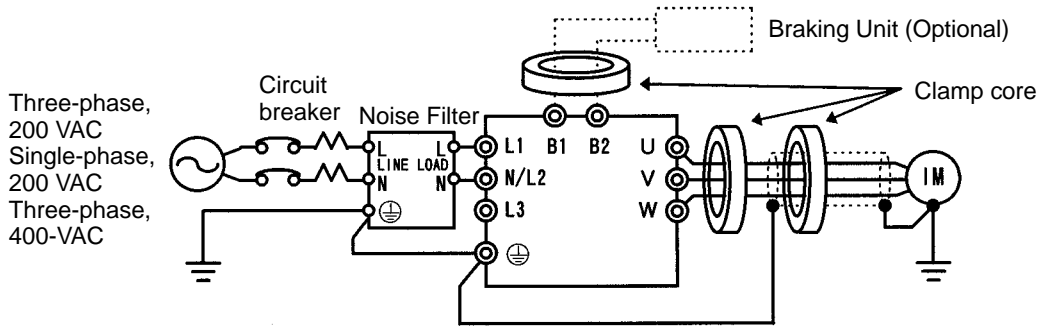 Braking Unit (Optional)
Clamp core
Three-phase,
200 VAC
Single-phase,
200 VAC
Three-phase,
400-VAC
Circuit
breaker
Noise Filter
L L
LINE LOAD
N N
L1 B1 B2 U
N/L2 V
L3 W
IM